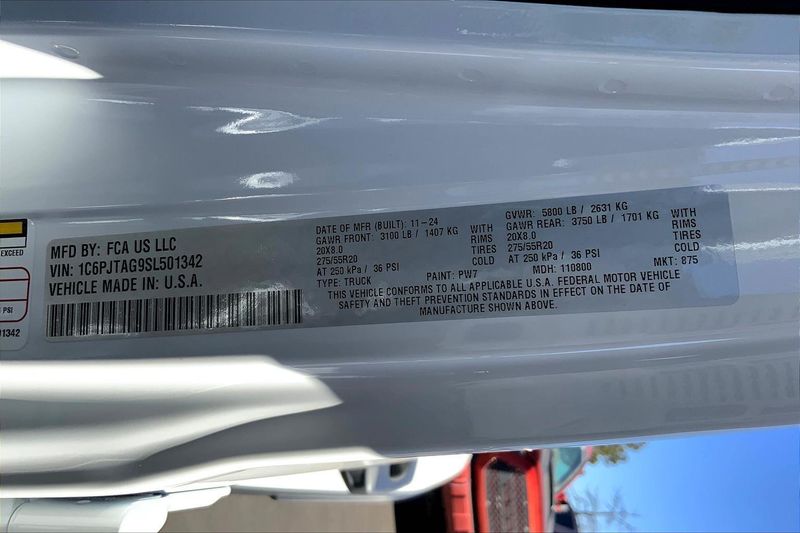 EXCEED
PSI
01342
MFD BY: FCA US LLC
VIN: 1C6PJTAG9SL501342
VEHICLE MADE IN: U.S.A.
DATE OF MFR (BUILT): 11-24
GAWR FRONT: 3100 LB / 1407 KG WITH
20X8.0 RIMS
275/55R20 TIRES
AT 250 kPa / 36 PSI COLD
TYPE: TRUCK
GVWR: 5800 LB / 2631 KG
GAWR REAR: 3750 LB / 1701 KG WITH
20X8.0 RIMS
275/55R20 TIRES
AT 250 kPa / 36 PSI COLD
PAINT: PW7 MDH: 110800 MKT: 875
THIS VEHICLE CONFORMS TO ALL APPLICABLE U.S.A. FEDERAL MOTOR VEHICLE
SAFETY AND THEFT PREVENTION STANDARDS IN EFFECT ON THE DATE OF
MANUFACTURE SHOWN ABOVE.